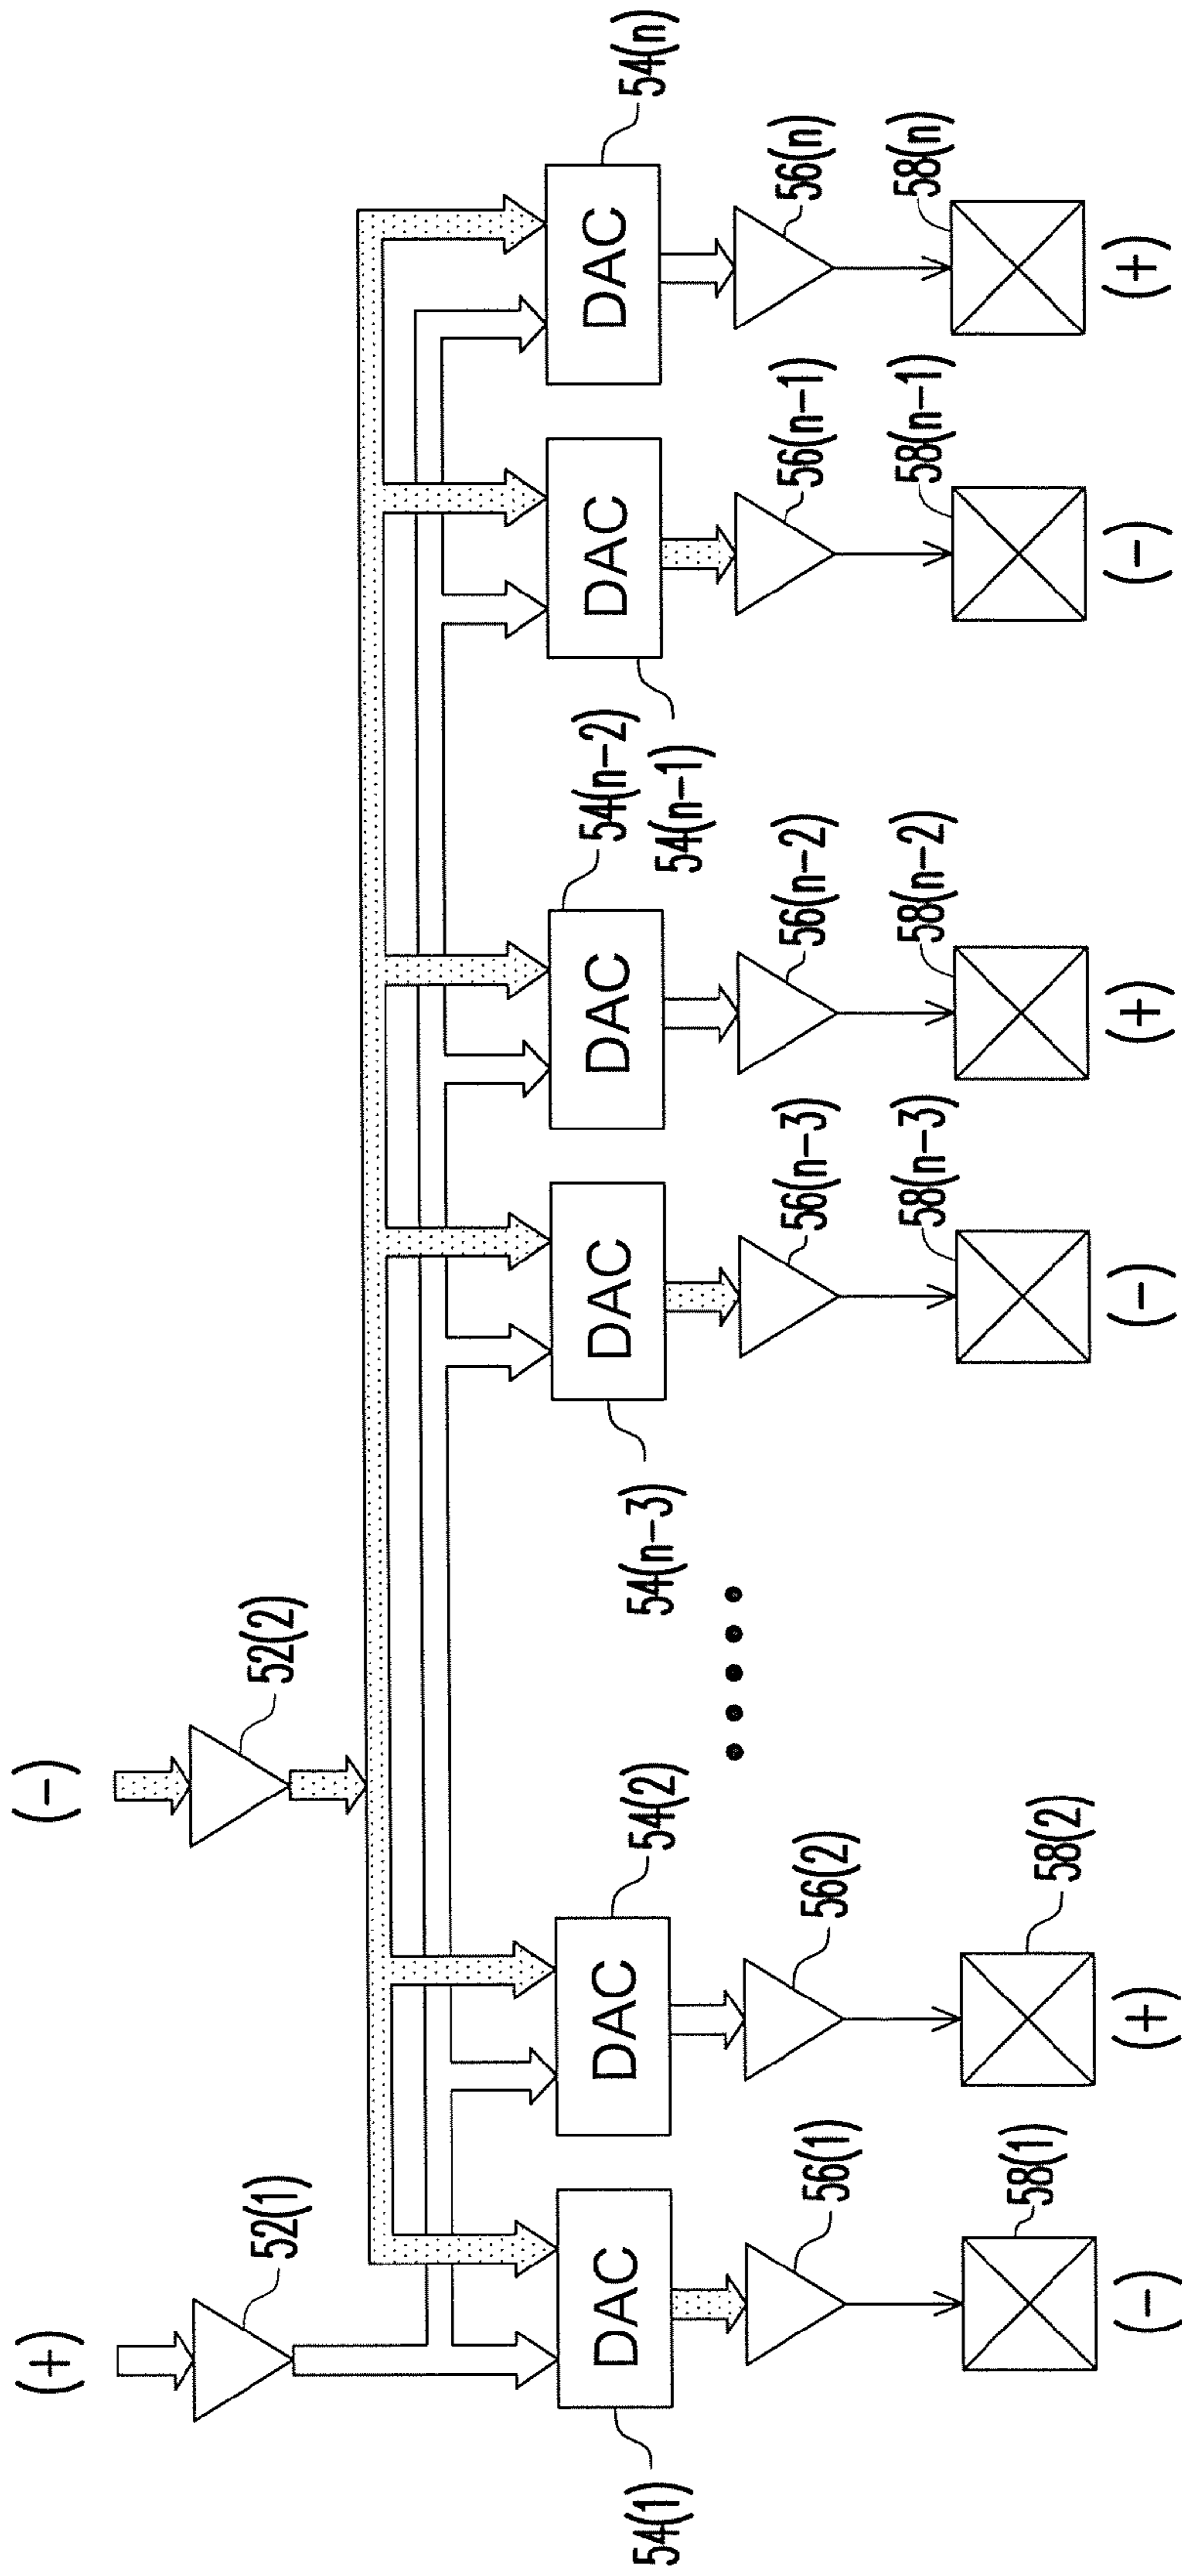 (+)
(-)
52(1)
52(2)
54(1)
DAC
DAC
54(2)
54(n-3)
DAC
DAC
54(n-2)
54(n-1)
DAC
DAC
54(n)
56(1)
56(2)
56(n-3)
56(n-2)
56(n-1)
56(n)
58(1)
58(2)
58(n-3)
58(n-2)
58(n-1)
58(n)
(-)
(+)
(-)
(+)
(-)
(+)